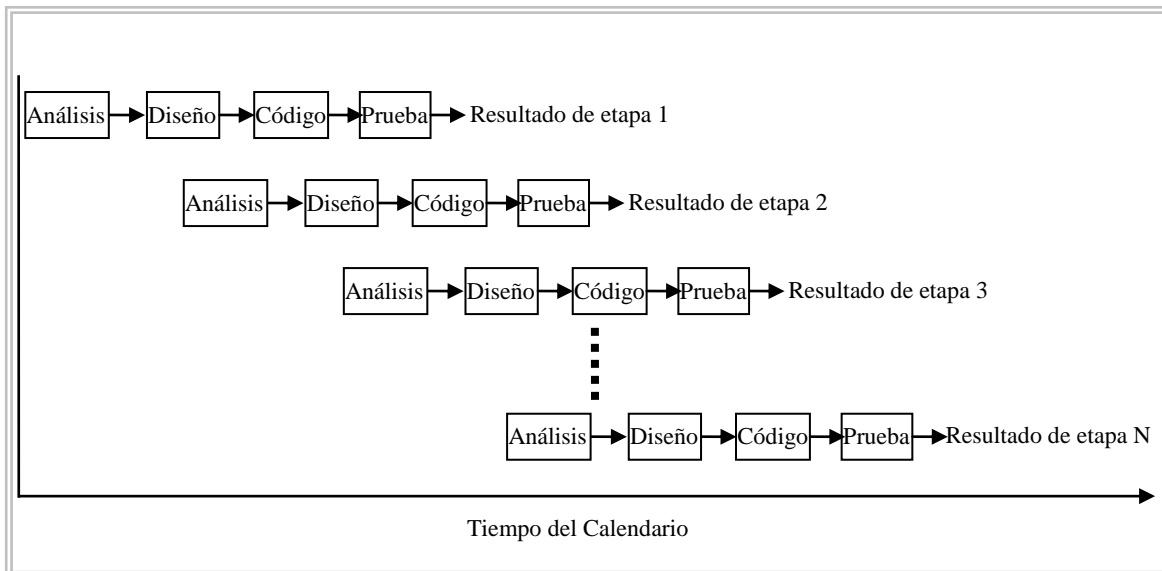 Análisis Diseño Código Prueba Resultado de etapa 1
Análisis Diseño Código Prueba Resultado de etapa 2
Análisis Diseño Código Prueba Resultado de etapa 3
Análisis Diseño Código Prueba Resultado de etapa N
Tiempo del Calendario